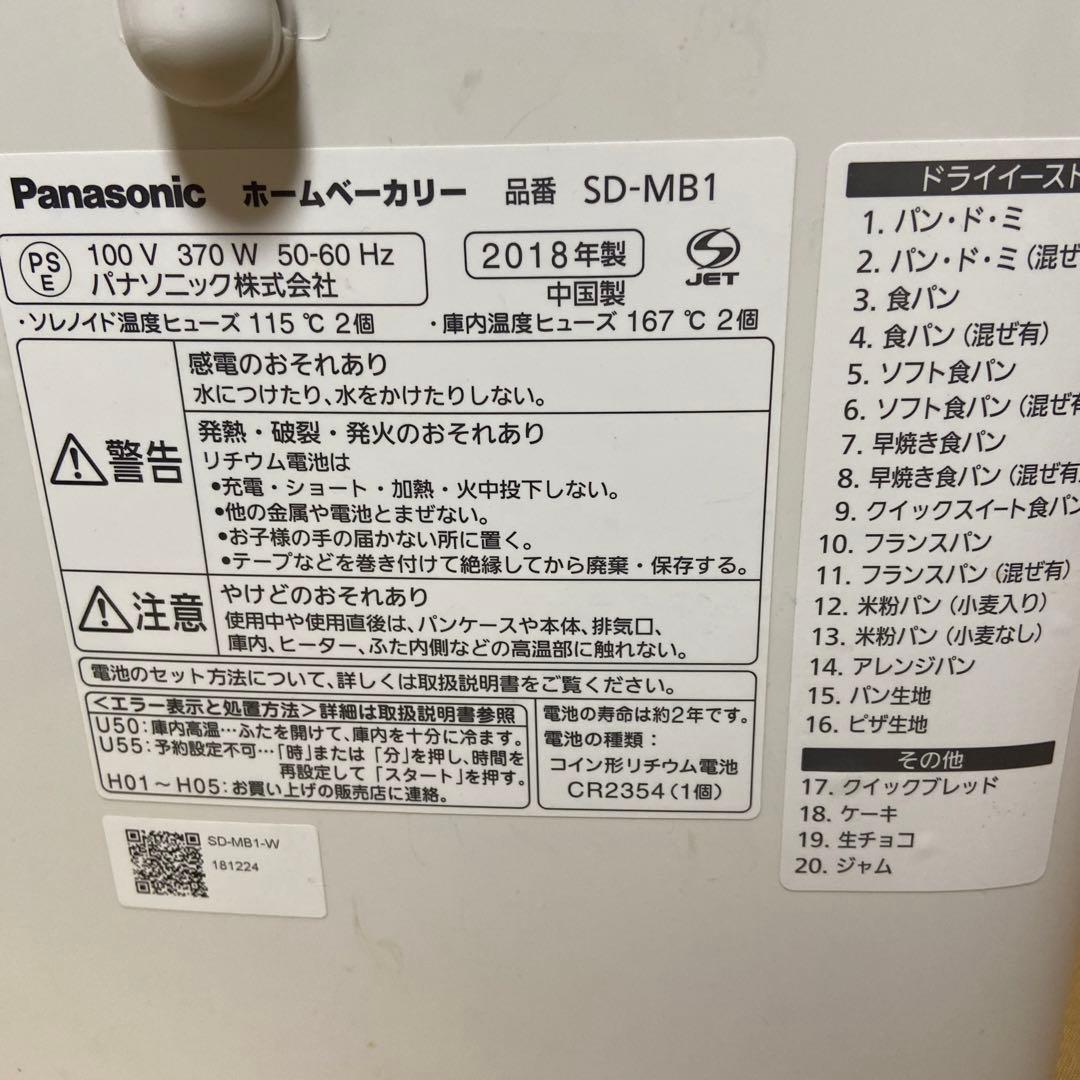 Panasonic ホームベーカリー 品番 SD-MB1
PS E
100 V 370 W 50-60 Hz
パナソニック株式会社
2018年製
中国製
JET
・ソレノイド温度ヒューズ 115 ℃ 2個 ・庫内温度ヒューズ 167 ℃ 2個
警告
感電のおそれあり
水につけたり、水をかけたりしない。
発熱・破裂・発火のおそれあり
リチウム電池は
•充電・ショート・加熱・火中投下しない。
•他の金属や電池とまぜない。
•お子様の手の届かない所に置く。
•テープなどを巻き付けて絶縁してから廃棄・保存する。
注意
やけどのおそれあり
使用中や使用直後は、パンケースや本体、排気口、
庫内、ヒーター、ふた内側などの高温部に触れない。
電池のセット方法について、詳しくは取扱説明書をご覧ください。
<エラー表示と処置方法>詳細は取扱説明書参照
U50:庫内高温…ふたを開けて、庫内を十分に冷ます。
U55:予約設定不可…「時」または「分」を押し、時間を
再設定して「スタート」を押す。
H01～H05:お買い上げの販売店に連絡。
電池の寿命は約2年です。
電池の種類:
コイン形リチウム電池
CR2354(1個)
SD-MB1-W
181224
ドライイースト
1. パン・ド・ミ
2. パン・ド・ミ(混ぜ
3. 食パン
4. 食パン(混ぜ有)
5. ソフト食パン
6. ソフト食パン(混ぜ有
7. 早焼き食パン
8. 早焼き食パン(混ぜ有
9. クイックスイート食パン
10. フランスパン
11. フランスパン(混ぜ有)
12. 米粉パン(小麦入り)
13. 米粉パン(小麦なし)
14. アレンジパン
15. パン生地
16. ピザ生地
その他
17. クイックブレッド
18. ケーキ
19. 生チョコ
20. ジャム